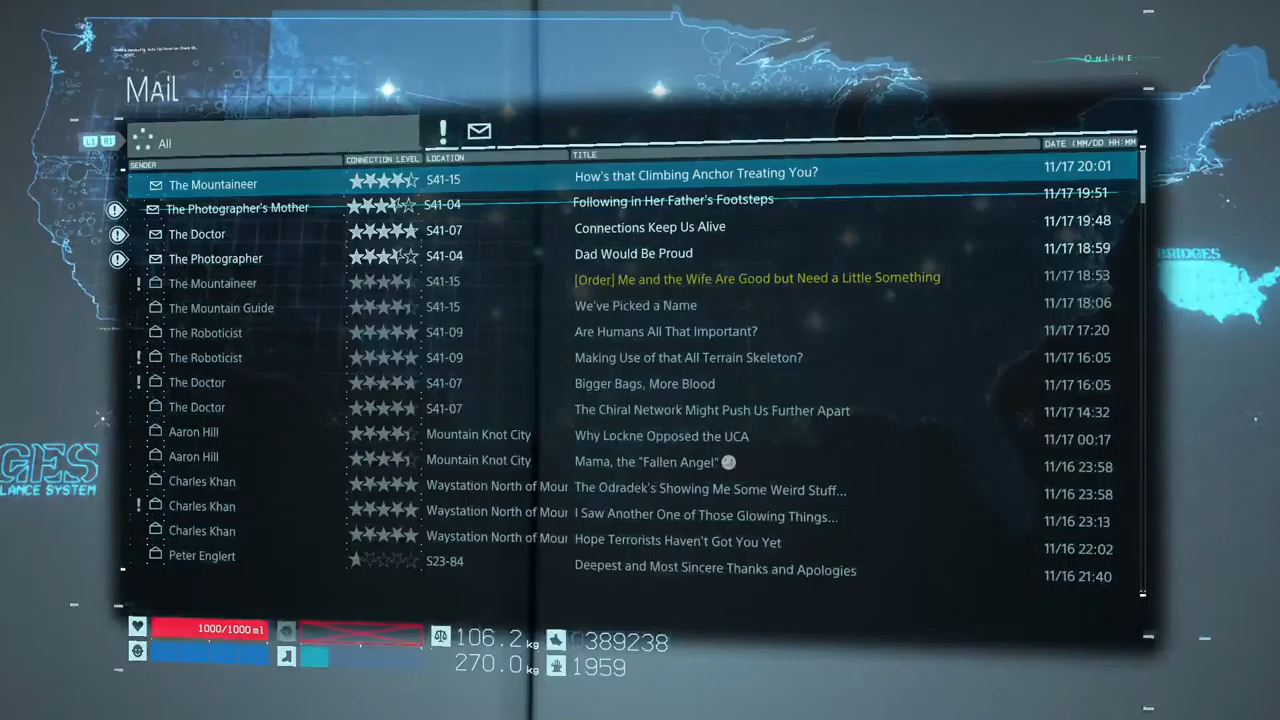 Mail
OnLinE
L1 R1 All
SENDER CONNECTION LEVEL LOCATION TITLE DATE (MM/DD HH:MM
The Mountaineer S41-15 How's that Climbing Anchor Treating You? 11/17 20:01
The Photographer's Mother S41-04 Following in Her Father's Footsteps 11/17 19:51
The Doctor S41-07 Connections Keep Us Alive 11/17 19:48
The Photographer S41-04 Dad Would Be Proud 11/17 18:59
The Mountaineer S41-15 [Order] Me and the Wife Are Good but Need a Little Something 11/17 18:53
The Mountain Guide S41-15 We've Picked a Name 11/17 18:06
The Roboticist S41-09 Are Humans All That Important? 11/17 17:20
The Roboticist S41-09 Making Use of that All Terrain Skeleton? 11/17 16:05
The Doctor S41-07 Bigger Bags, More Blood 11/17 16:05
The Doctor S41-07 The Chiral Network Might Push Us Further Apart 11/17 14:32
Aaron Hill Mountain Knot City Why Lockne Opposed the UCA 11/17 00:17
Aaron Hill Mountain Knot City Mama, the "Fallen Angel" 11/16 23:58
Charles Khan Waystation North of Mour The Odradek's Showing Me Some Weird Stuff... 11/16 23:58
Charles Khan Waystation North of Mour I Saw Another One of Those Glowing Things... 11/16 23:13
Charles Khan Waystation North of Mour Hope Terrorists Haven't Got You Yet 11/16 22:02
Peter Englert S23-84 Deepest and Most Sincere Thanks and Apologies 11/16 21:40
BRIDGES
GES
LANCE SYSTEM
1000/1000 ml 106.2 kg 389238
270.0 kg 1959